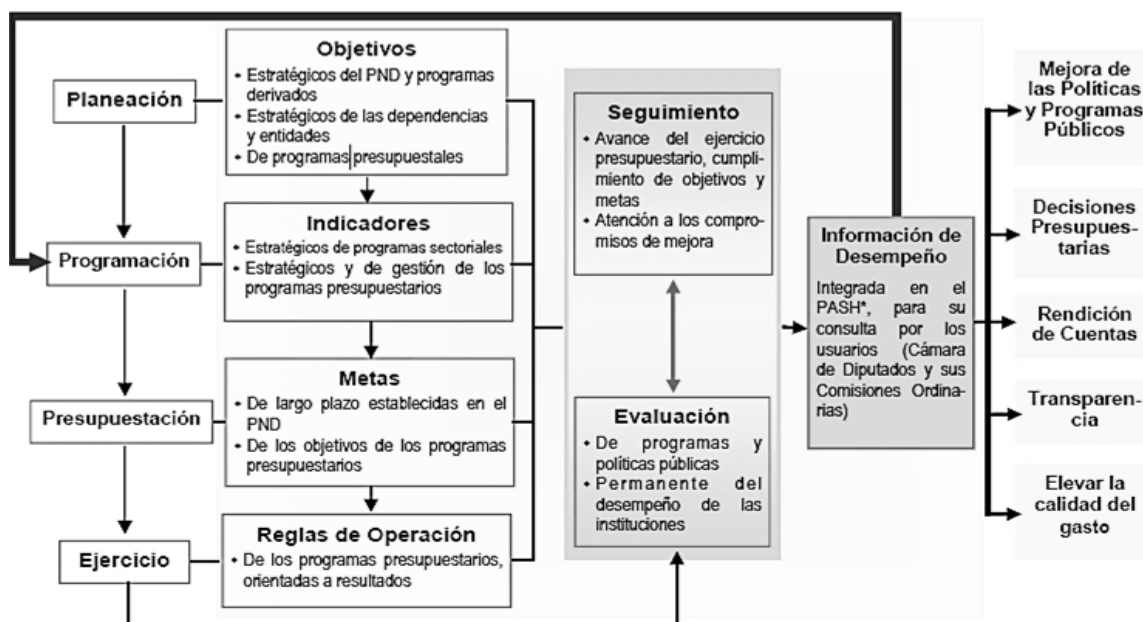 Planeación
Programación
Presupuestación
Ejercicio
Objetivos
• Estratégicos del PND y programas
derivados
• Estratégicos de las dependencias
y entidades
• De programas presupuestales
Indicadores
• Estratégicos de programas sectoriales
• Estratégicos y de gestión de los
programas presupuestarios
Metas
• De largo plazo establecidas en el
PND
• De los objetivos de los programas
presupuestarios
Reglas de Operación
• De los programas presupuestarios,
orientadas a resultados
Seguimiento
• Avance del ejercicio
presupuestario, cumpli-
miento de objetivos y
metas
• Atención a los compro-
misos de mejora
Evaluación
• De programas y
políticas públicas
• Permanente del
desempeño de las
instituciones
Información de
Desempeño
Integrada en el
PASH*, para su
consulta por los
usuarios (Cámara
de Diputados y sus
Comisiones Ordina-
rias)
Mejora de
las Políticas
y Programas
Públicos
Decisiones
Presupues-
tarias
Rendición
de Cuentas
Transparen-
cia
Elevar la
calidad del
gasto